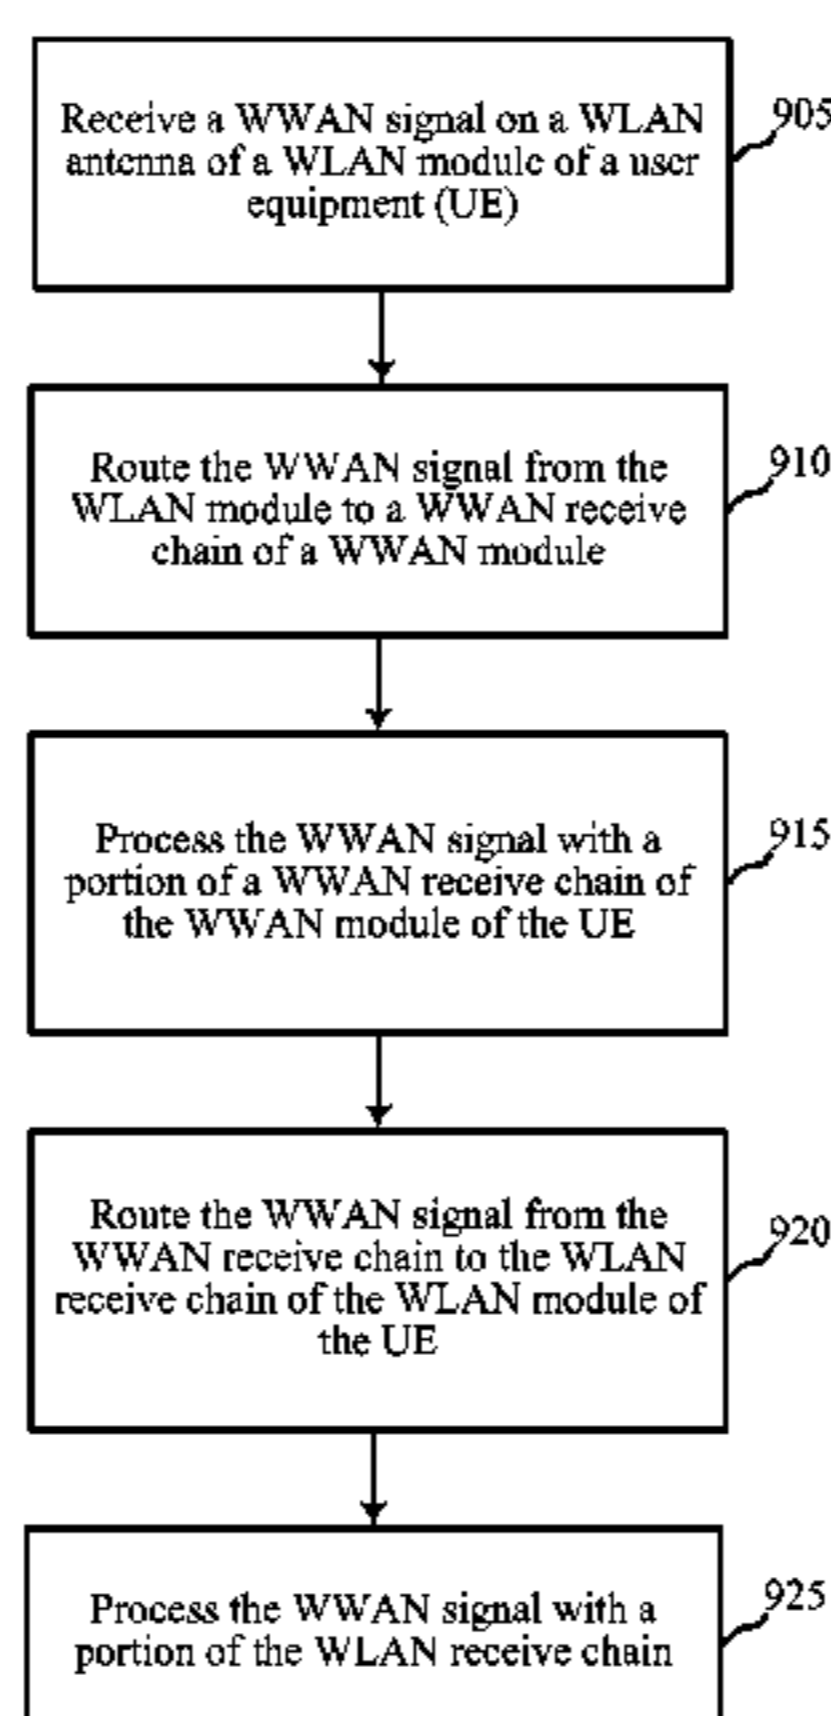 Receive a WWAN signal on a WLAN
antenna of a WLAN module of a user
equipment (UE)
905
Route the WWAN signal from the
WLAN module to a WWAN receive
chain of a WWAN module
910
Process the WWAN signal with a
portion of a WWAN receive chain of
the WWAN module of the UE
915
Route the WWAN signal from the
WWAN receive chain to the WLAN
receive chain of the WLAN module of
the UE
920
Process the WWAN signal with a
portion of the WLAN receive chain
925